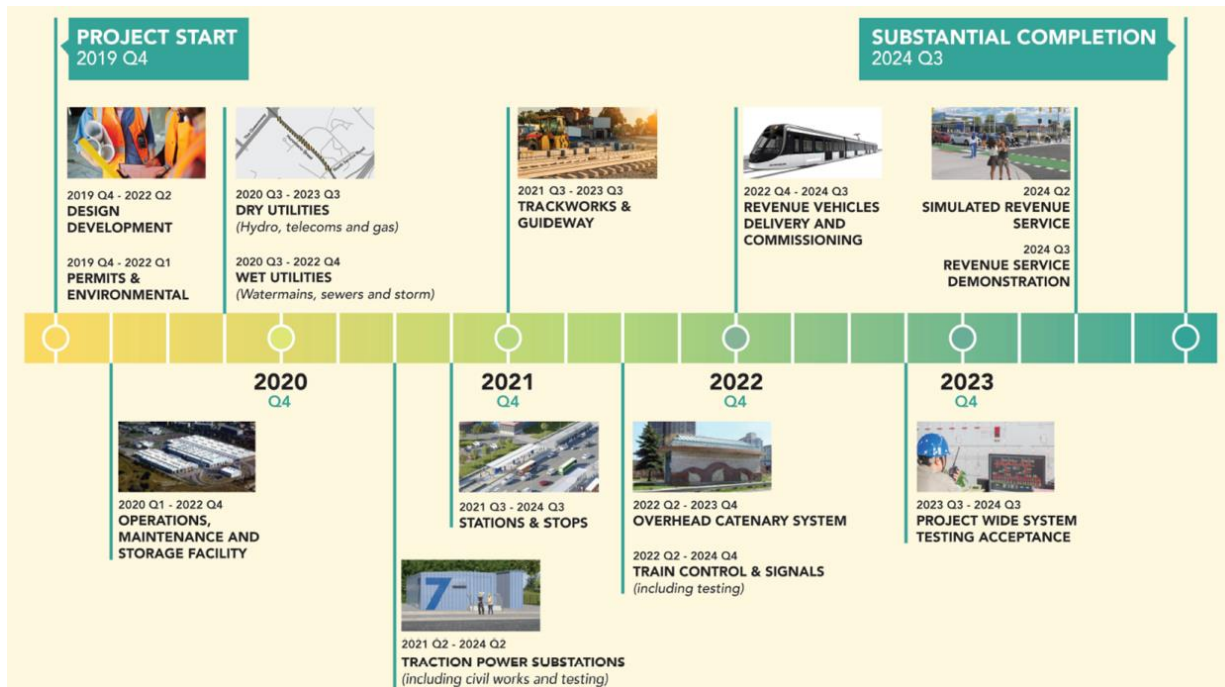 PROJECT START
2019 Q4
SUBSTANTIAL COMPLETION
2024 Q3
2019 Q4 - 2022 Q2
DESIGN
DEVELOPMENT
2019 Q4 - 2022 Q1
PERMITS &
ENVIRONMENTAL
2020 Q3 - 2023 Q3
DRY UTILITIES
(Hydro, telecoms and gas)
2020 Q3 - 2022 Q4
WET UTILITIES
(Watermains, sewers and storm)
2021 Q3 - 2023 Q3
TRACKWORKS &
GUIDEWAY
2022 Q4 - 2024 Q3
REVENUE VEHICLES
DELIVERY AND
COMMISSIONING
2024 Q2
SIMULATED REVENUE
SERVICE
2024 Q3
REVENUE SERVICE
DEMONSTRATION
2020
Q4
2021
Q4
2022
Q4
2023
Q4
2020 Q1 - 2022 Q4
OPERATIONS,
MAINTENANCE AND
STORAGE FACILITY
7
2021 Q2 - 2024 Q2
TRACTION POWER SUBSTATIONS
(including civil works and testing)
2021 Q3 - 2024 Q3
STATIONS & STOPS
2022 Q2 - 2023 Q4
OVERHEAD CATENARY SYSTEM
2022 Q2 - 2024 Q4
TRAIN CONTROL & SIGNALS
(including testing)
2023 Q3 - 2024 Q3
PROJECT WIDE SYSTEM
TESTING ACCEPTANCE